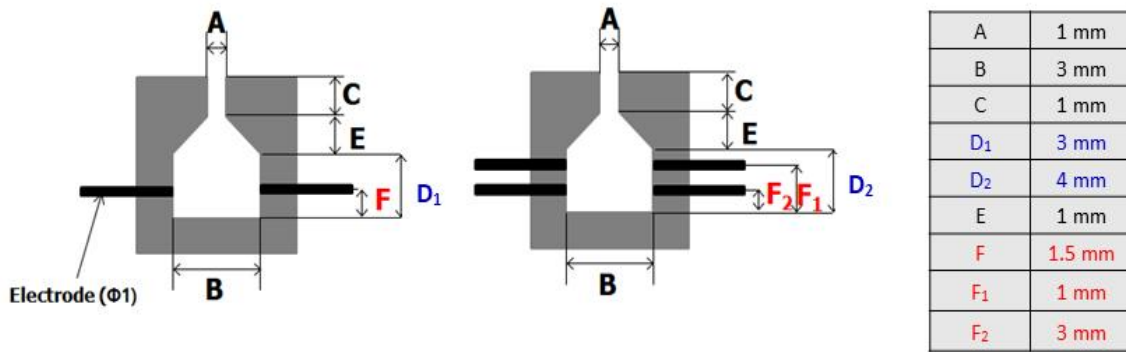 A
C
E
D₁
F
B
Electrode (Φ1)
A
C
E
D₂
F₂ F₁
B
A 1 mm
B 3 mm
C 1 mm
D₁ 3 mm
D₂ 4 mm
E 1 mm
F 1.5 mm
F₁ 1 mm
F₂ 3 mm